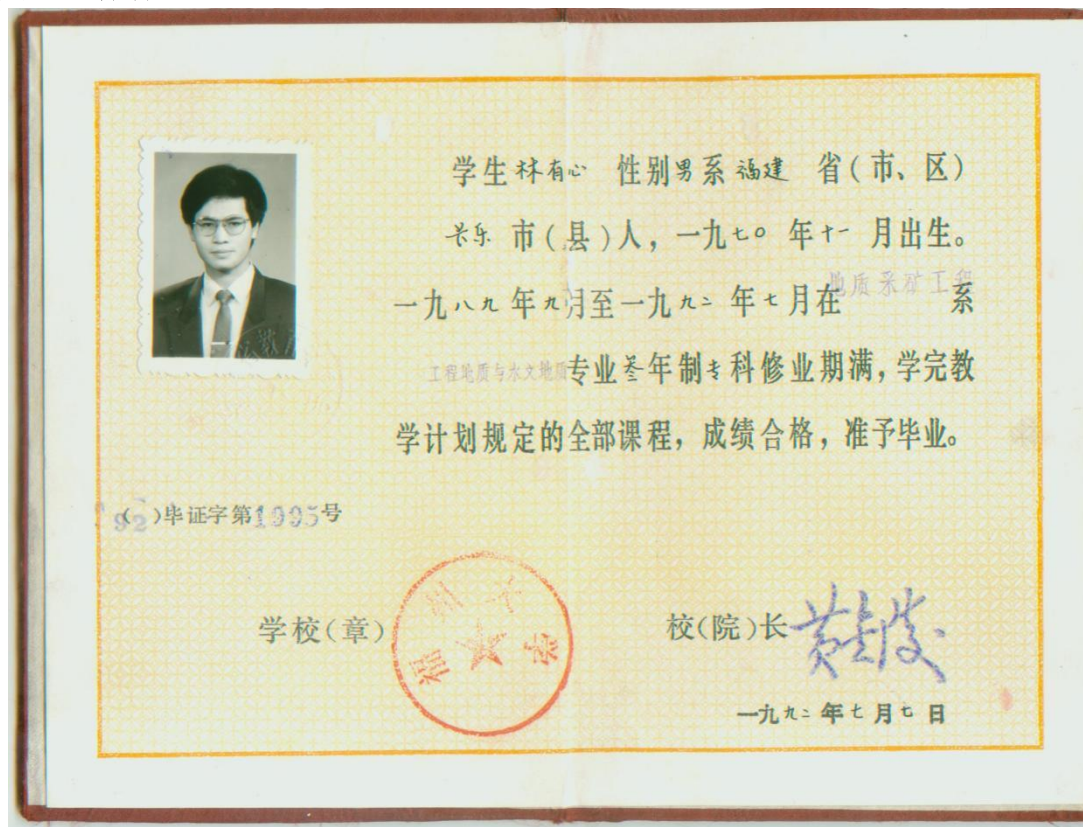 学生林有心 性别男系福建 省(市、区)
长乐 市(县)人,一九七〇 年十一 月出生。
一九八九 年九 月至一九九二 年七月在 地质采矿工程 系
工程地质与水文地质专业叁年制专科修业期满,学完教
学计划规定的全部课程,成绩合格,准予毕业。
(92)毕证字第1995号
学校(章)
福州大学
校(院)长
一九九二 年七月七日